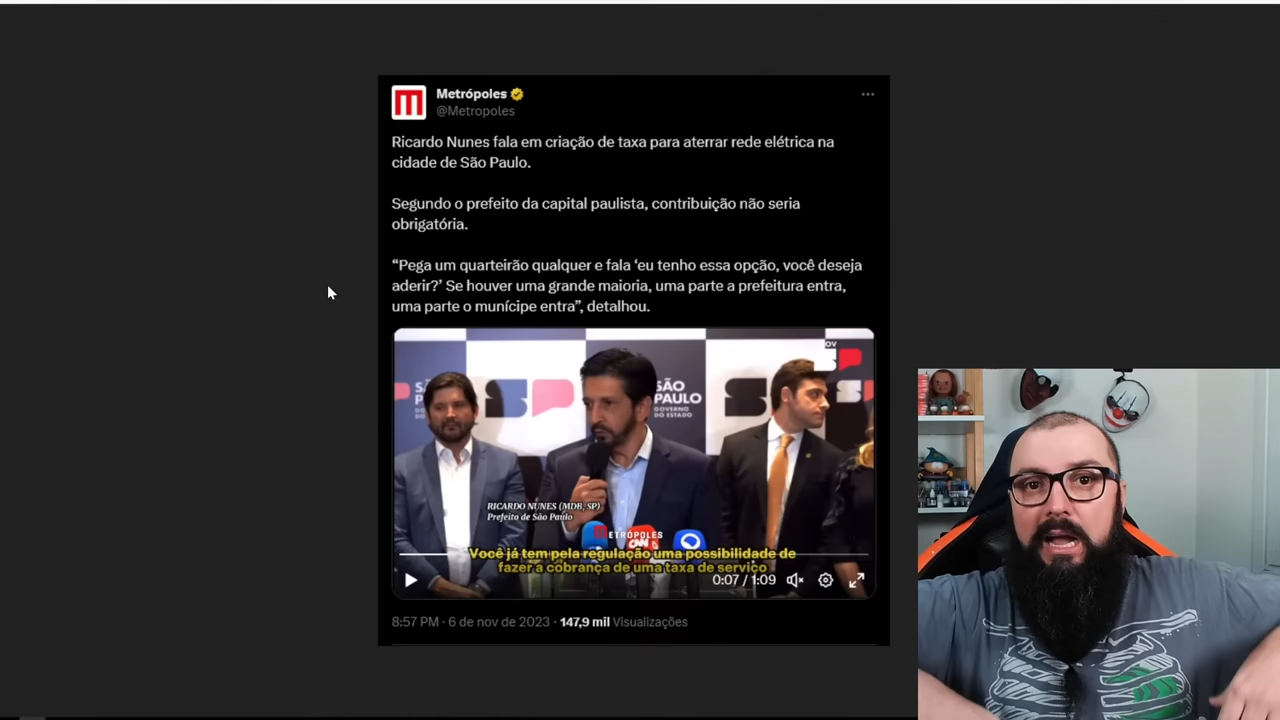 Metrópoles
@Metropoles
Ricardo Nunes fala em criação de taxa para aterrar rede elétrica na
cidade de São Paulo.
Segundo o prefeito da capital paulista, contribuição não seria
obrigatória.
“Pega um quarteirão qualquer e fala ‘eu tenho essa opção, você deseja
aderir?’ Se houver uma grande maioria, uma parte a prefeitura entra,
uma parte o munícipe entra”, detalhou.
SÃO
PAULO
GOVERNO
DO ESTADO
RICARDO NUNES (MDB, SP)
Prefeito de São Paulo
METRÓPOLES
CNN
Você já tem pela regulação uma possibilidade de
fazer a cobrança de uma taxa de serviço
0:07 / 1:09
8:57 PM · 6 de nov de 2023 · 147,9 mil Visualizações